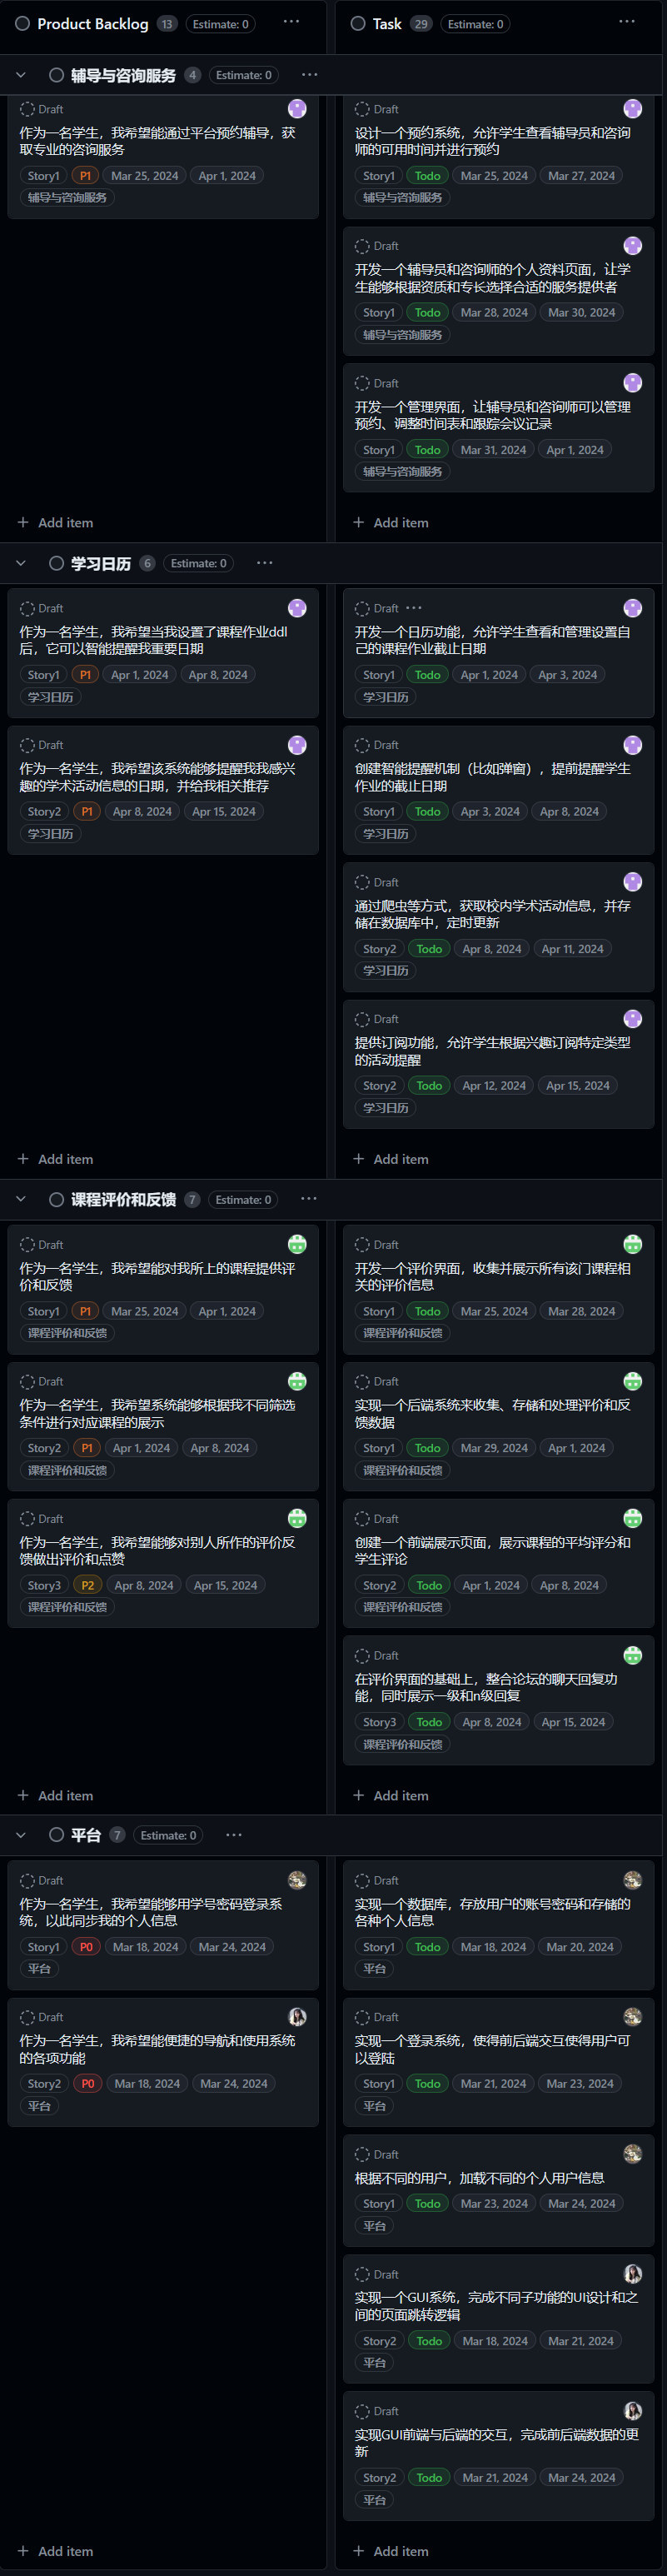 Product Backlog 13 Estimate: 0
Task 29 Estimate: 0
辅导与咨询服务 4 Estimate: 0
Draft
作为一名学生，我希望能通过平台预约辅导，获
取专业的咨询服务
Story1 P1 Mar 25, 2024 Apr 1, 2024
辅导与咨询服务
Add item
Draft
设计一个预约系统，允许学生查看辅导员和咨询
师的可用时间并进行预约
Story1 Todo Mar 25, 2024 Mar 27, 2024
辅导与咨询服务
Draft
开发一个辅导员和咨询师的个人资料页面，让学
生能够根据资质和专长选择合适的服务提供者
Story1 Todo Mar 28, 2024 Mar 30, 2024
辅导与咨询服务
Draft
开发一个管理界面，让辅导员和咨询师可以管理
预约、调整时间表和跟踪会议记录
Story1 Todo Mar 31, 2024 Apr 1, 2024
辅导与咨询服务
Add item
学习日历 6 Estimate: 0
Draft
作为一名学生，我希望当我设置了课程作业ddl
后，它可以智能提醒我重要日期
Story1 P1 Apr 1, 2024 Apr 8, 2024
学习日历
Draft
作为一名学生，我希望该系统能够提醒我我感兴
趣的学术活动信息的日期，并给我相关推荐
Story2 P1 Apr 8, 2024 Apr 15, 2024
学习日历
Add item
Draft
开发一个日历功能，允许学生查看和管理设置自
己的课程作业截止日期
Story1 Todo Apr 1, 2024 Apr 3, 2024
学习日历
Draft
创建智能提醒机制（比如弹窗），提前提醒学生
作业的截止日期
Story1 Todo Apr 3, 2024 Apr 8, 2024
学习日历
Draft
通过爬虫等方式，获取校内学术活动信息，并存
储在数据库中，定时更新
Story2 Todo Apr 8, 2024 Apr 11, 2024
学习日历
Draft
提供订阅功能，允许学生根据兴趣订阅特定类型
的活动提醒
Story2 Todo Apr 12, 2024 Apr 15, 2024
学习日历
Add item
课程评价和反馈 7 Estimate: 0
Draft
作为一名学生，我希望能对我所上的课程提供评
价和反馈
Story1 P1 Mar 25, 2024 Apr 1, 2024
课程评价和反馈
Draft
作为一名学生，我希望系统能够根据我不同筛选
条件进行对应课程的展示
Story2 P1 Apr 1, 2024 Apr 8, 2024
课程评价和反馈
Draft
作为一名学生，我希望能够对别人所作的评价反
馈做出评价和点赞
Story3 P2 Apr 8, 2024 Apr 15, 2024
课程评价和反馈
Add item
Draft
开发一个评价界面，收集并展示所有该门课程相
关的评价信息
Story1 Todo Mar 25, 2024 Mar 28, 2024
课程评价和反馈
Draft
实现一个后端系统来收集、存储和处理评价和反
馈数据
Story1 Todo Mar 29, 2024 Apr 1, 2024
课程评价和反馈
Draft
创建一个前端展示页面，展示课程的平均评分和
学生评论
Story2 Todo Apr 1, 2024 Apr 8, 2024
课程评价和反馈
Draft
在评价界面的基础上，整合论坛的聊天回复功
能，同时展示一级和n级回复
Story3 Todo Apr 8, 2024 Apr 15, 2024
课程评价和反馈
Add item
平台 7 Estimate: 0
Draft
作为一名学生，我希望能够用学号密码登录系
统，以此同步我的个人信息
Story1 P0 Mar 18, 2024 Mar 24, 2024
平台
Draft
作为一名学生，我希望能便捷的导航和使用系统
的各项功能
Story2 P0 Mar 18, 2024 Mar 24, 2024
平台
Add item
Draft
实现一个数据库，存放用户的账号密码和存储的
各种个人信息
Story1 Todo Mar 18, 2024 Mar 20, 2024
平台
Draft
实现一个登录系统，使得前后端交互使得用户可
以登陆
Story1 Todo Mar 21, 2024 Mar 23, 2024
平台
Draft
根据不同的用户，加载不同的个人用户信息
Story1 Todo Mar 23, 2024 Mar 24, 2024
平台
Draft
实现一个GUI系统，完成不同子功能的UI设计和之
间的页面跳转逻辑
Story2 Todo Mar 18, 2024 Mar 21, 2024
平台
Draft
实现GUI前端与后端的交互，完成前后端数据的更
新
Story2 Todo Mar 21, 2024 Mar 24, 2024
平台
Add item